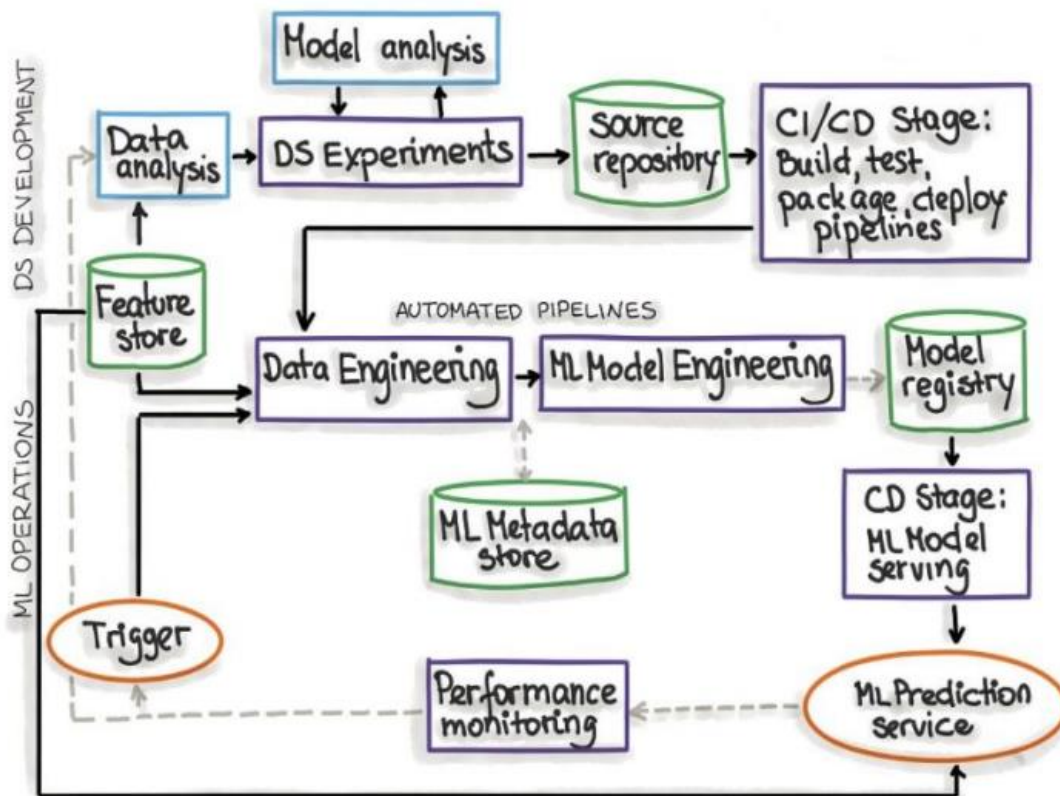 Model analysis
DS DEVELOPMENT
Data
analysis
DS Experiments
Source
repository
CI/CD Stage:
Build, test,
package, deploy
pipelines
Feature
store
AUTOMATED PIPELINES
Data Engineering
ML Model Engineering
Model
registry
ML OPERATIONS
ML Metadata
store
CD Stage:
ML Model
serving
Trigger
Performance
monitoring
ML Prediction
service